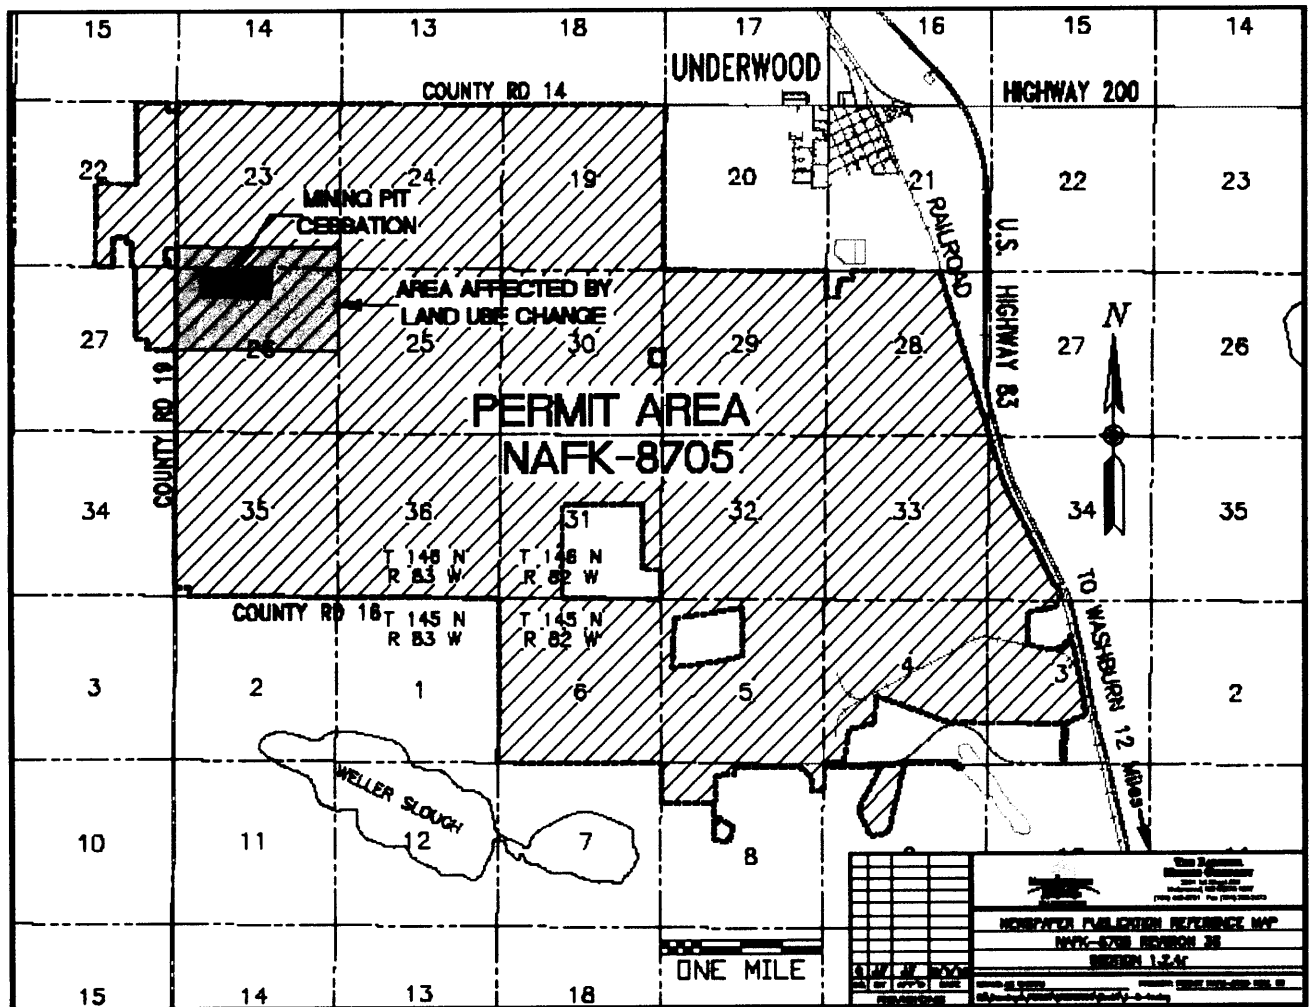 15 14 13 18 17 16 15 14
UNDERWOOD
COUNTY RD 14
HIGHWAY 200
22 23 24 19 20 21 22 23
MINING PIT
CESSATION
RAILROAD
U.S. HIGHWAY 83
AREA AFFECTED BY
LAND USE CHANGE
N
27 26 25 30 29 28 27 26
COUNTY RD 19
PERMIT AREA
NAFK-8705
34 35 36 31 32 33 34 35
T 146 N
R 83 W
T 146 N
R 82 W
COUNTY RD 16
T 145 N
R 83 W
T 145 N
R 82 W
TO WASHBURN 12 Miles
3 2 1 6 5 4 3 2
WELLER SLOUGH
10 11 12 7 8
ONE MILE
15 14 13 18
NEWSPAPER PUBLICATION REFERENCE MAP